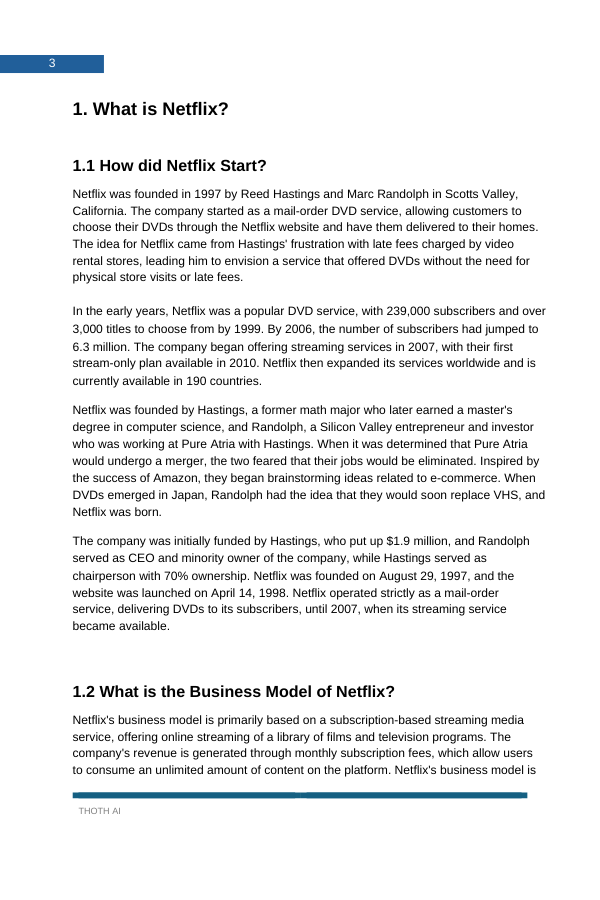 3
1. What is Netflix?
1.1 How did Netflix Start?
Netflix was founded in 1997 by Reed Hastings and Marc Randolph in Scotts Valley,
California. The company started as a mail-order DVD service, allowing customers to
choose their DVDs through the Netflix website and have them delivered to their homes.
The idea for Netflix came from Hastings' frustration with late fees charged by video
rental stores, leading him to envision a service that offered DVDs without the need for
physical store visits or late fees.
In the early years, Netflix was a popular DVD service, with 239,000 subscribers and over
3,000 titles to choose from by 1999. By 2006, the number of subscribers had jumped to
6.3 million. The company began offering streaming services in 2007, with their first
stream-only plan available in 2010. Netflix then expanded its services worldwide and is
currently available in 190 countries.
Netflix was founded by Hastings, a former math major who later earned a master's
degree in computer science, and Randolph, a Silicon Valley entrepreneur and investor
who was working at Pure Atria with Hastings. When it was determined that Pure Atria
would undergo a merger, the two feared that their jobs would be eliminated. Inspired by
the success of Amazon, they began brainstorming ideas related to e-commerce. When
DVDs emerged in Japan, Randolph had the idea that they would soon replace VHS, and
Netflix was born.
The company was initially funded by Hastings, who put up $1.9 million, and Randolph
served as CEO and minority owner of the company, while Hastings served as
chairperson with 70% ownership. Netflix was founded on August 29, 1997, and the
website was launched on April 14, 1998. Netflix operated strictly as a mail-order
service, delivering DVDs to its subscribers, until 2007, when its streaming service
became available.
1.2 What is the Business Model of Netflix?
Netflix's business model is primarily based on a subscription-based streaming media
service, offering online streaming of a library of films and television programs. The
company's revenue is generated through monthly subscription fees, which allow users
to consume an unlimited amount of content on the platform. Netflix's business model is
THOTH AI